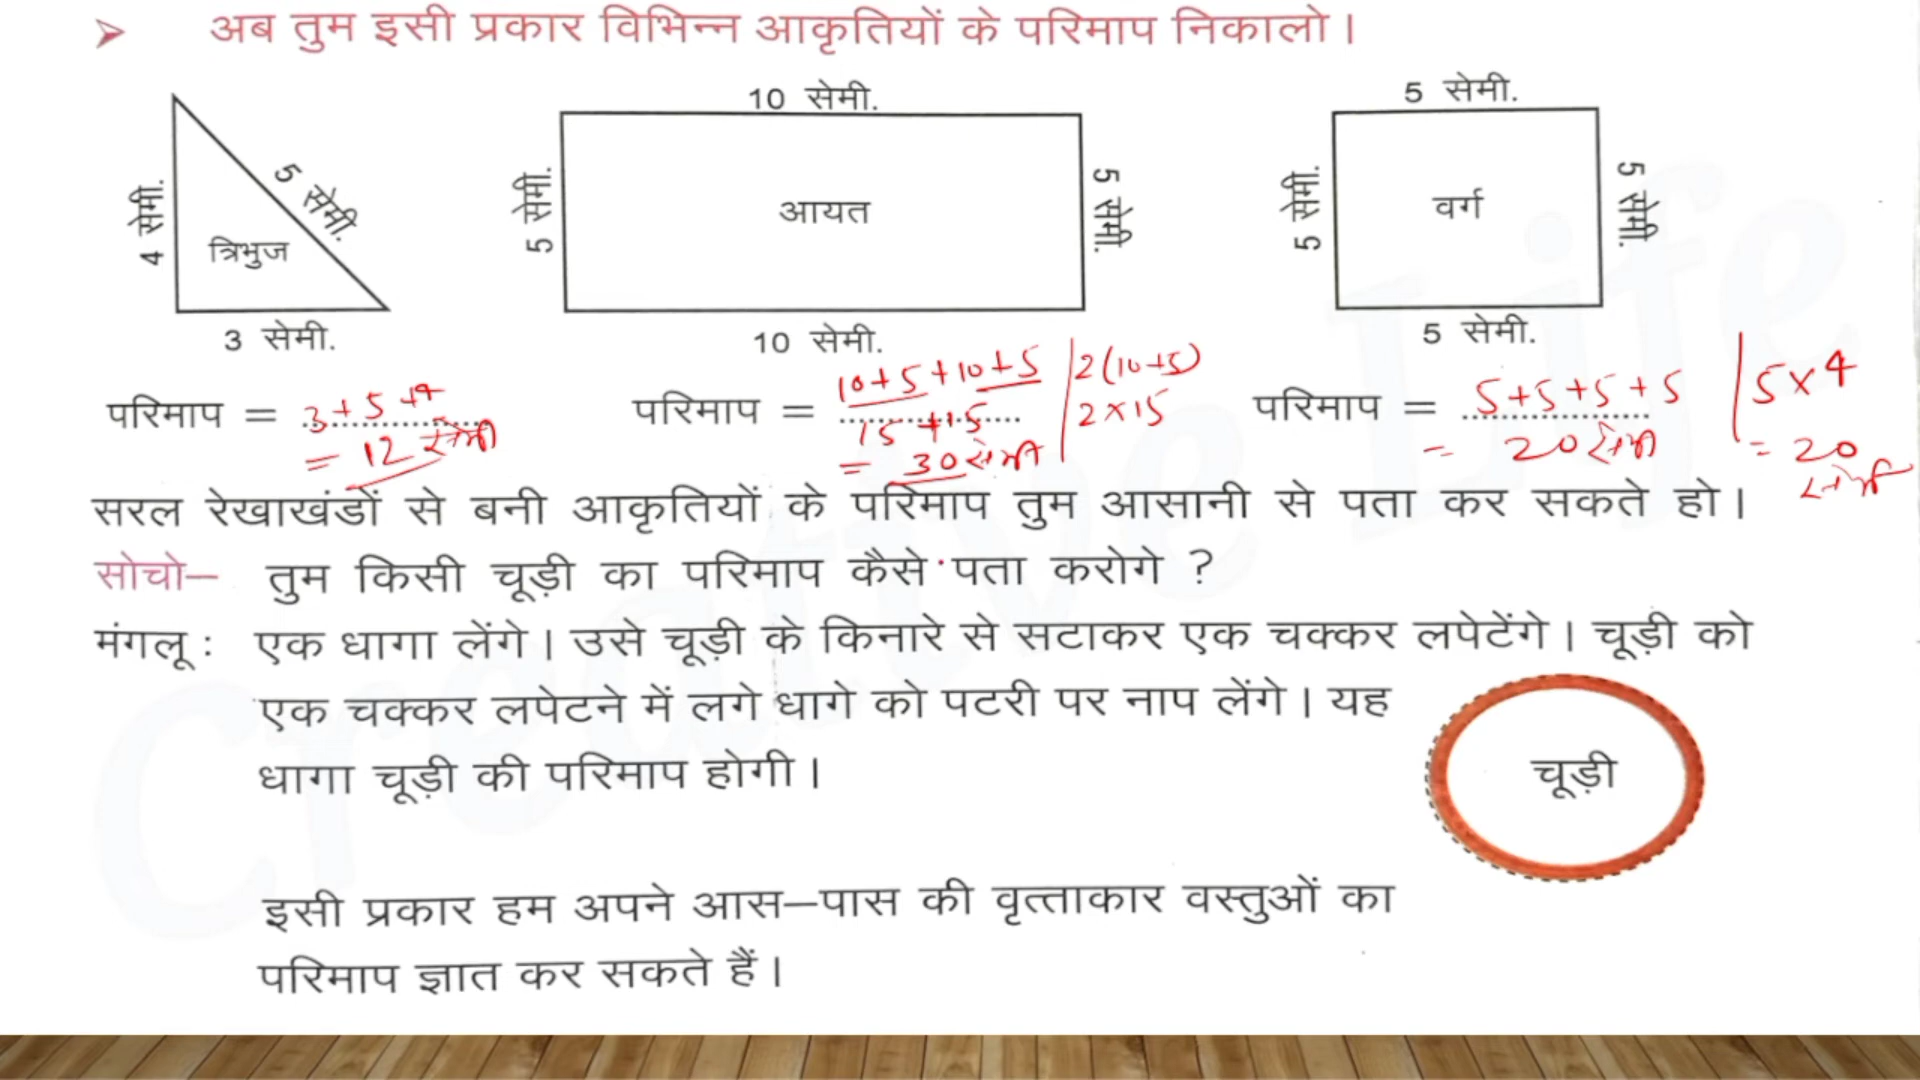 ➤ अब तुम इसी प्रकार विभिन्न आकृतियों के परिमाप निकालो।
10 सेमी.
5 सेमी.
4 सेमी.
5 सेमी.
त्रिभुज
3 सेमी.
5 सेमी.
आयत
5 सेमी.
10 सेमी.
5 सेमी.
वर्ग
5 सेमी.
5 सेमी.
परिमाप = 3+5+4
= 12 सेमी
परिमाप = 10+5+10+5
15+15
= 30 सेमी
2(10+5)
2×15
परिमाप = 5+5+5+5
= 20 सेमी
5×4
= 20
सेमी
सरल रेखाखंडों से बनी आकृतियों के परिमाप तुम आसानी से पता कर सकते हो।
सोचो– तुम किसी चूड़ी का परिमाप कैसे पता करोगे ?
मंगलू : एक धागा लेंगे। उसे चूड़ी के किनारे से सटाकर एक चक्कर लपेटेंगे। चूड़ी को
एक चक्कर लपेटने में लगे धागे को पटरी पर नाप लेंगे। यह
धागा चूड़ी की परिमाप होगी।
चूड़ी
इसी प्रकार हम अपने आस–पास की वृत्ताकार वस्तुओं का
परिमाप ज्ञात कर सकते हैं।
Creative Life